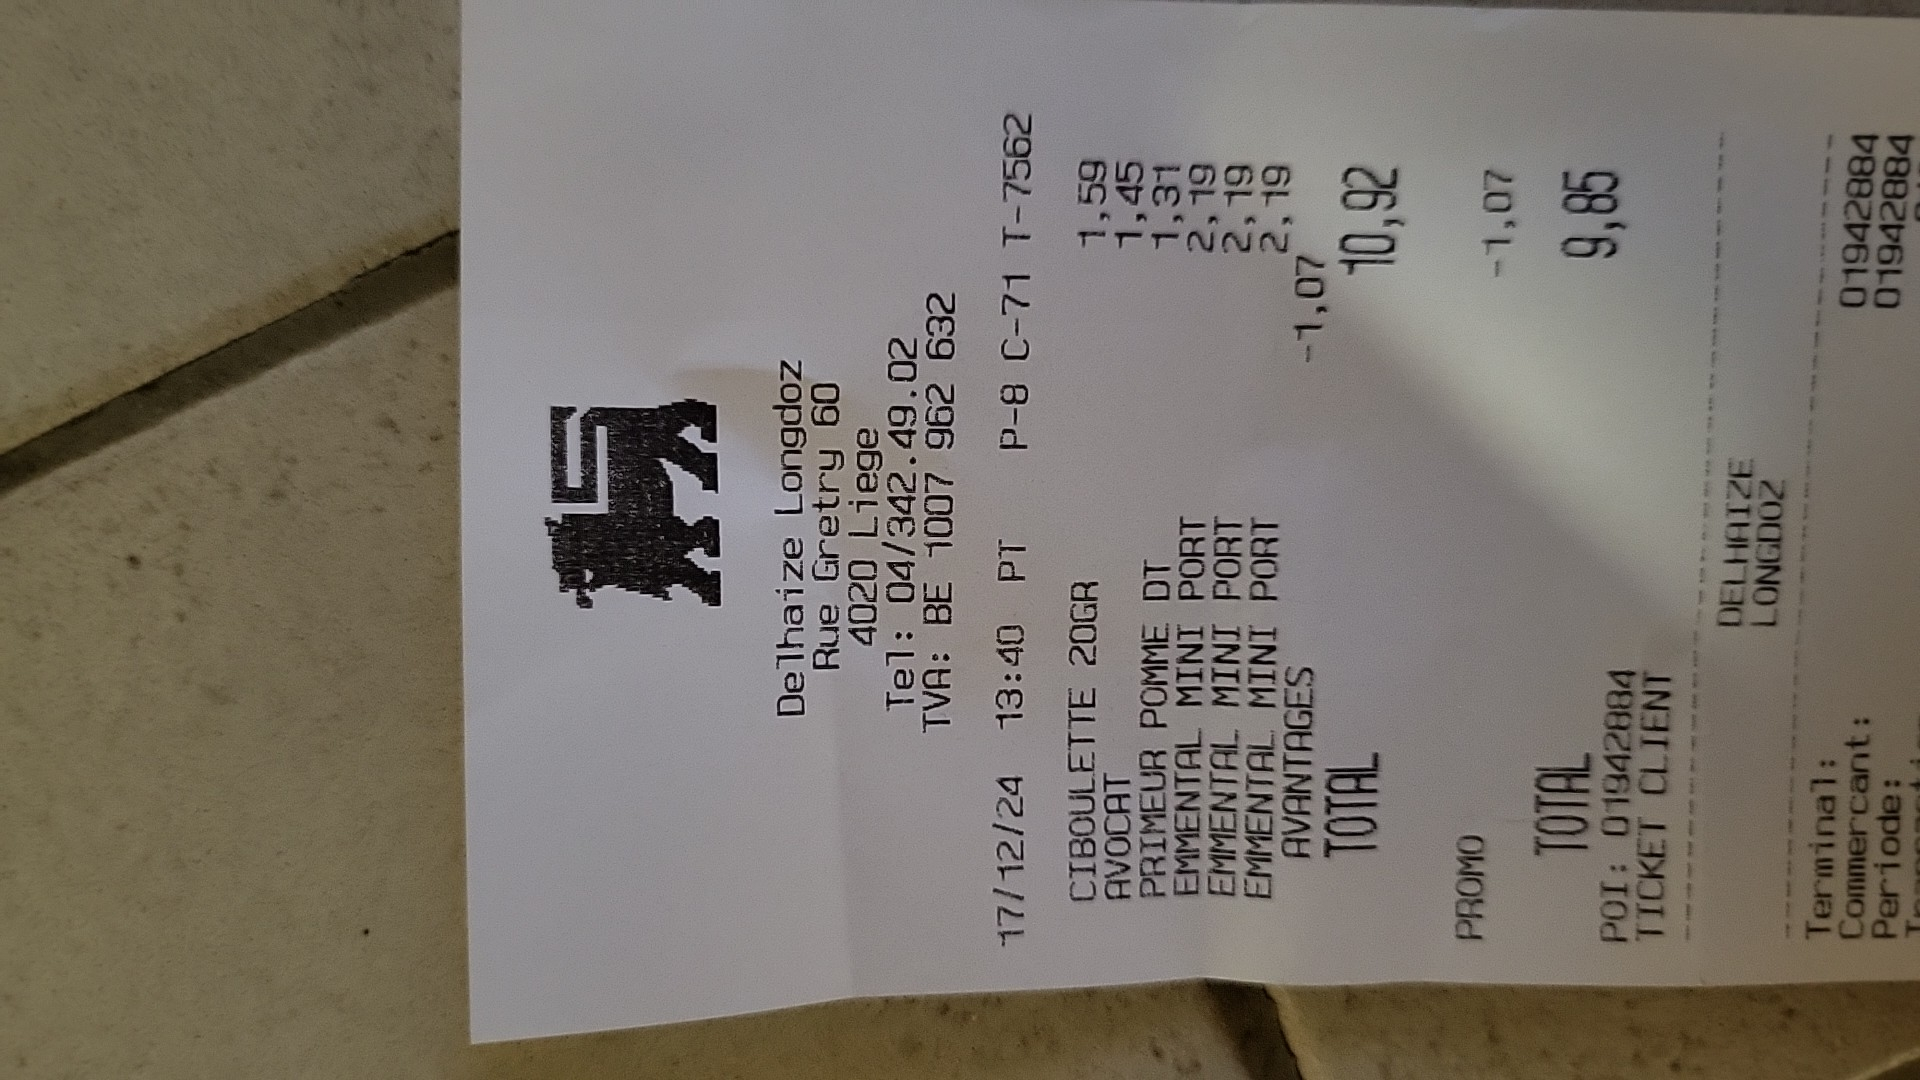 Delhaize Longdoz
Rue Gretry 60
4020 Liege
Tel: 04/342.49.02
TVA: BE 1007 962 632
17/12/24 13:40 PT P-8 C-71 T-7562
CIBOULETTE 20GR 1,59
AVOCAT 1,45
PRIMEUR POMME DT 1,31
EMMENTAL MINI PORT 2,19
EMMENTAL MINI PORT 2,19
EMMENTAL MINI PORT 2,19
AVANTAGES -1,07
TOTAL 10,92
PROMO -1,07
TOTAL 9,85
POI: 01942884
TICKET CLIENT
DELHAIZE
LONGDOZ
Terminal: 01942884
Commercant: 01942884
Periode: